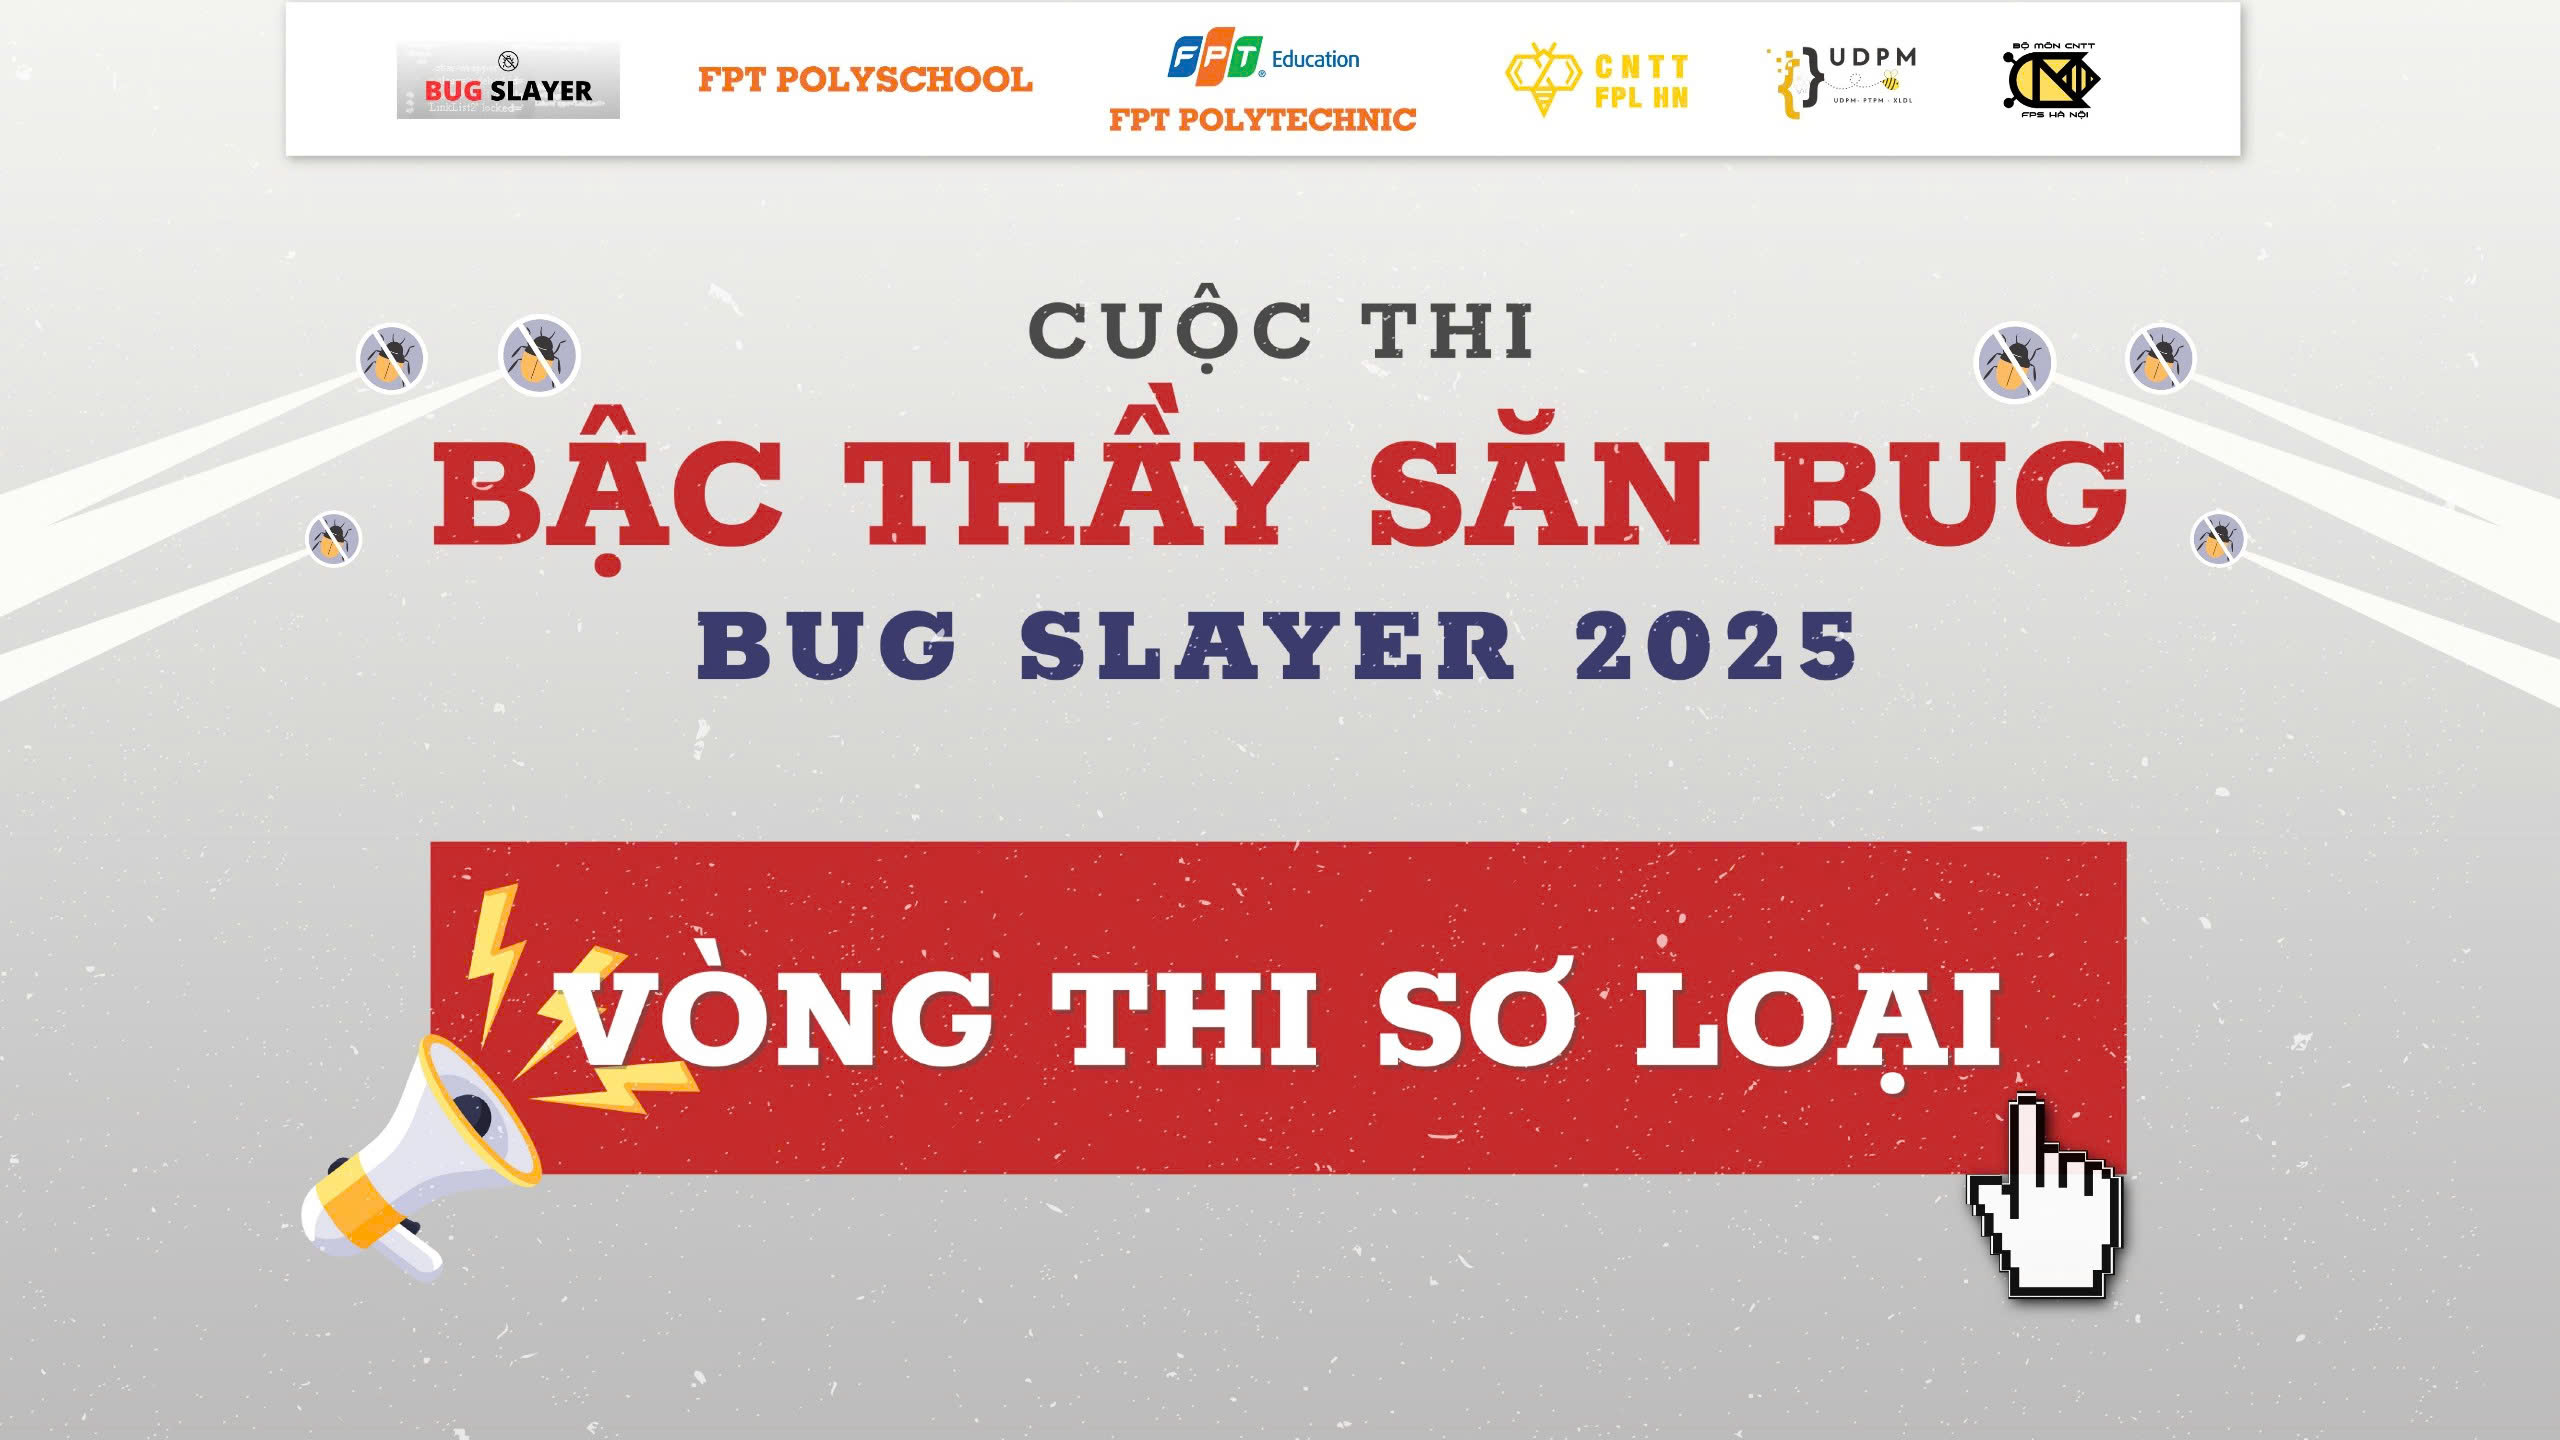 BUG SLAYER
FPT POLYSCHOOL
FPT Education
FPT POLYTECHNIC
CNTT
FPL HN
UDPM
UDPM - PTPM - XLDL
BỘ MÔN CNTT
FPS HÀ NỘI
CUỘC THI
BẬC THẦY SĂN BUG
BUG SLAYER 2025
VÒNG THI SƠ LOẠI